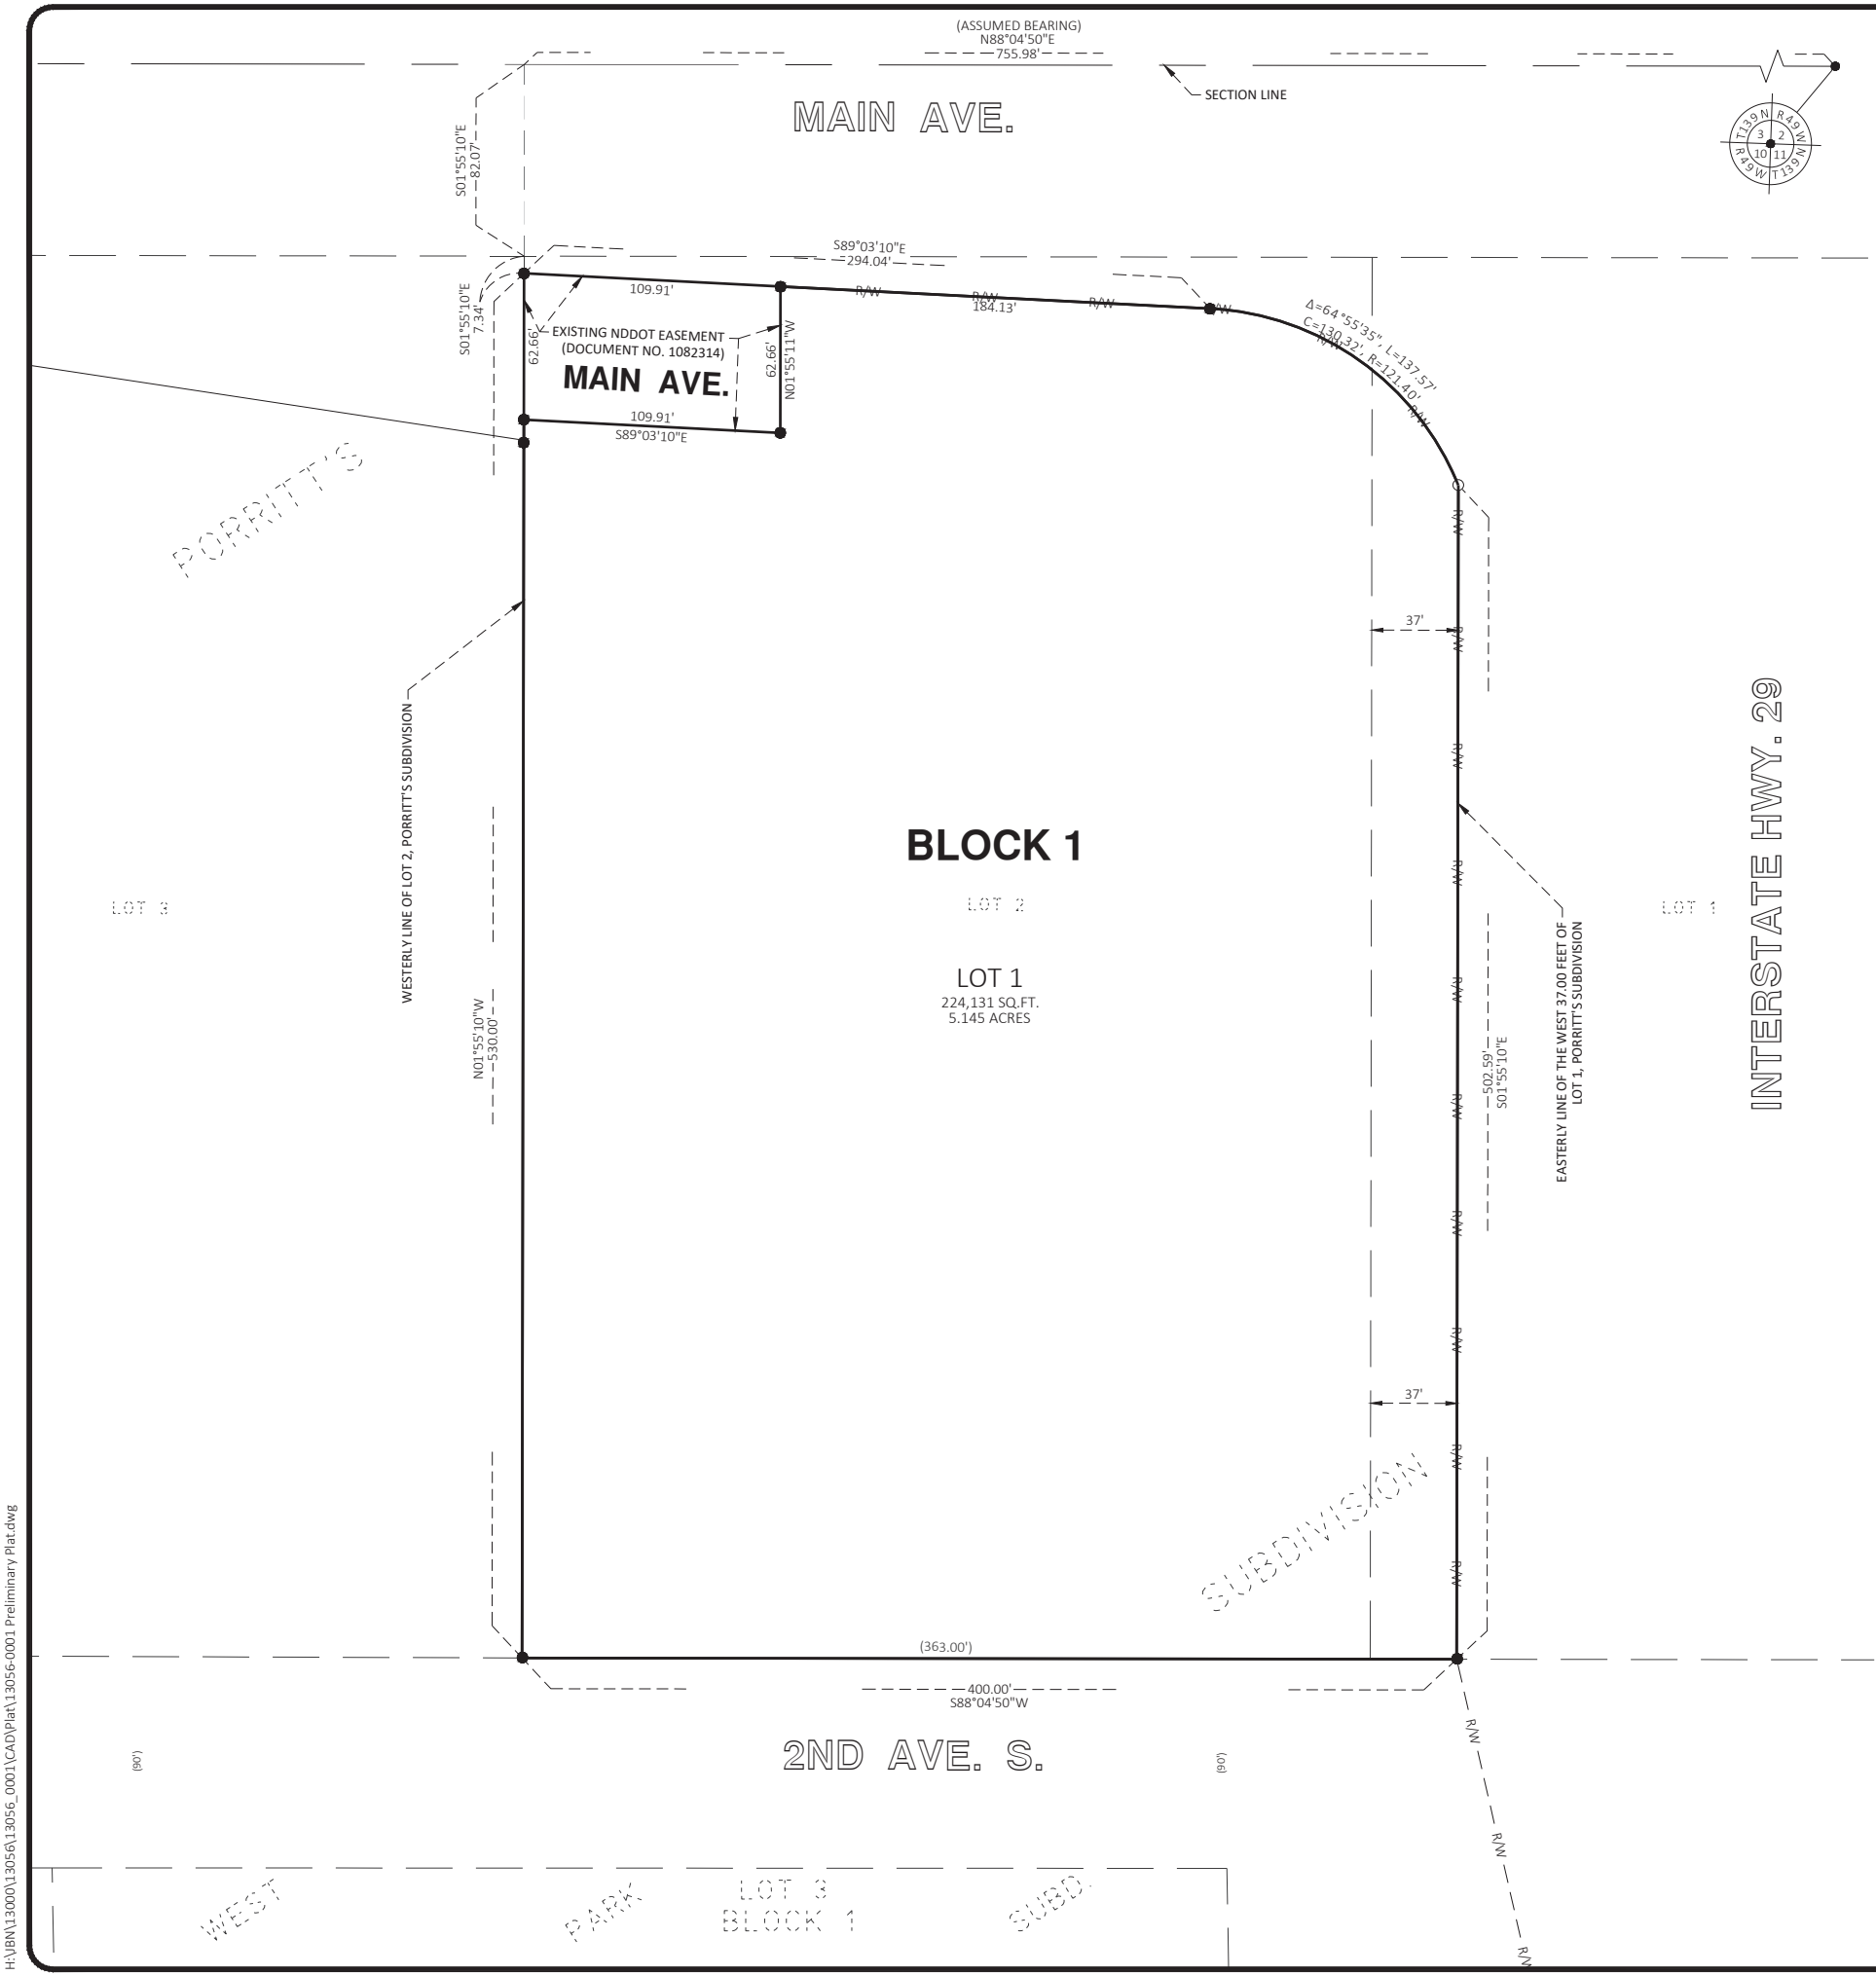 (ASSUMED BEARING)
N88°04'50"E
755.98'
SECTION LINE
MAIN AVE.
T139N R49W
3 2
10 11
R49W T139N
S01°55'10"E
82.07'
S89°03'10"E
294.04'
S01°55'10"E
7.34'
109.91'
R/W
R/W
184.13'
R/W
R/W
Δ=64°55'35", L=137.57'
C=130.32', R=121.40'
R/W
R/W
62.66'
EXISTING NDDOT EASEMENT
(DOCUMENT NO. 1082314)
MAIN AVE.
62.66'
N01°55'11"W
109.91'
S89°03'10"E
PORRITT'S
R/W
37'
R/W
R/W
R/W
R/W
R/W
R/W
R/W
R/W
R/W
WESTERLY LINE OF LOT 2, PORRITT'S SUBDIVISION
BLOCK 1
LOT 3
LOT 2
LOT 1
LOT 1
224,131 SQ.FT.
5.145 ACRES
N01°55'10"W
530.00'
502.59'
S01°55'10"E
EASTERLY LINE OF THE WEST 37.00 FEET OF
LOT 1, PORRITT'S SUBDIVISION
INTERSTATE HWY. 29
37'
SUBDIVISION
(363.00')
400.00'
S88°04'50"W
2ND AVE. S.
(90')
(90')
R/W
R/W
R/W
WEST PARK SUBD.
LOT 3
BLOCK 1
H:\JBN\13000\13056\13056_0001\CAD\Plat\13056-0001 Preliminary Plat.dwg